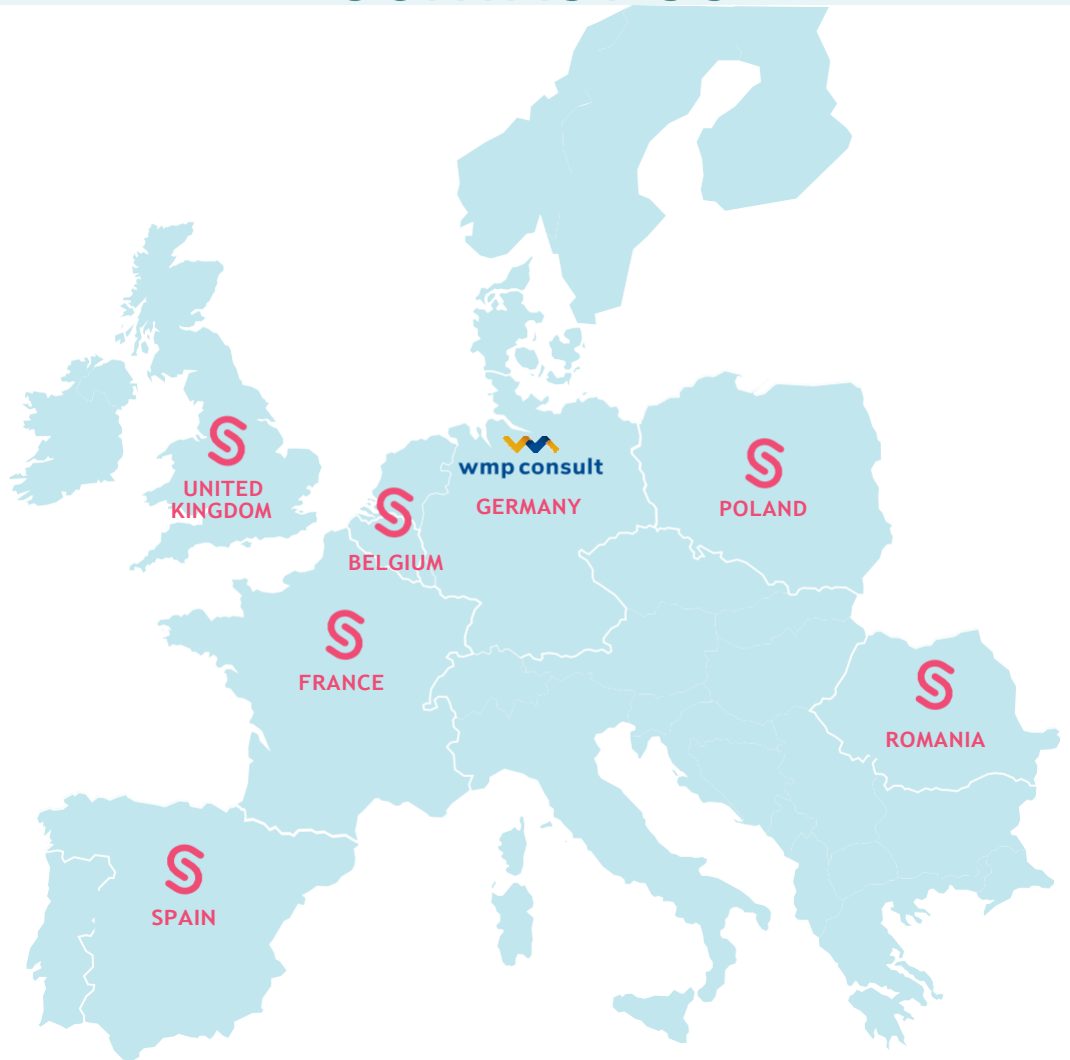 UNITED
KINGDOM
wmp consult
GERMANY
POLAND
BELGIUM
FRANCE
ROMANIA
SPAIN